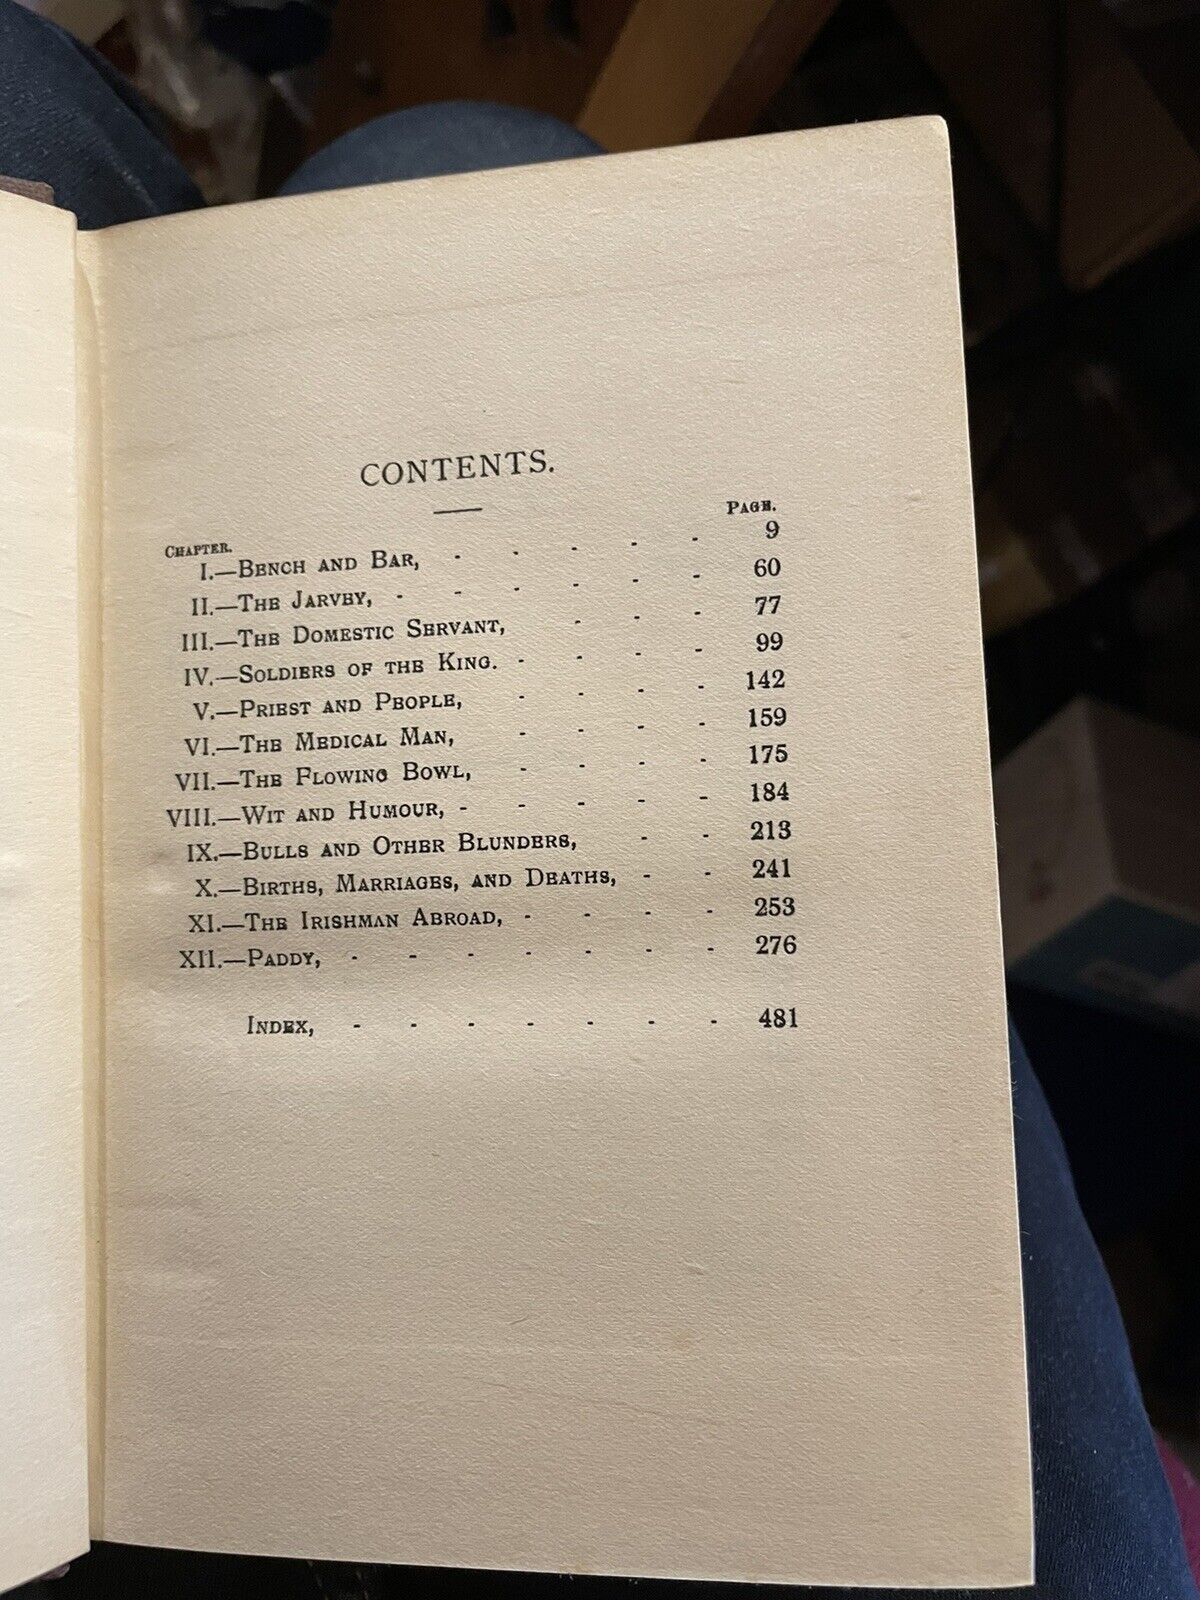 CONTENTS.
CHAPTER. PAGE.
I.—BENCH AND BAR, - - - - - 9
II.—THE JARVEY, - - - - - - 60
III.—THE DOMESTIC SERVANT, - - - 77
IV.—SOLDIERS OF THE KING. - - - - 99
V.—PRIEST AND PEOPLE, - - - - 142
VI.—THE MEDICAL MAN, - - - - 159
VII.—THE FLOWING BOWL, - - - - 175
VIII.—WIT AND HUMOUR, - - - - - 184
IX.—BULLS AND OTHER BLUNDERS, - - 213
X.—BIRTHS, MARRIAGES, AND DEATHS, - - 241
XI.—THE IRISHMAN ABROAD, - - - - 253
XII.—PADDY, - - - - - - - 276
INDEX, - - - - - - - 481